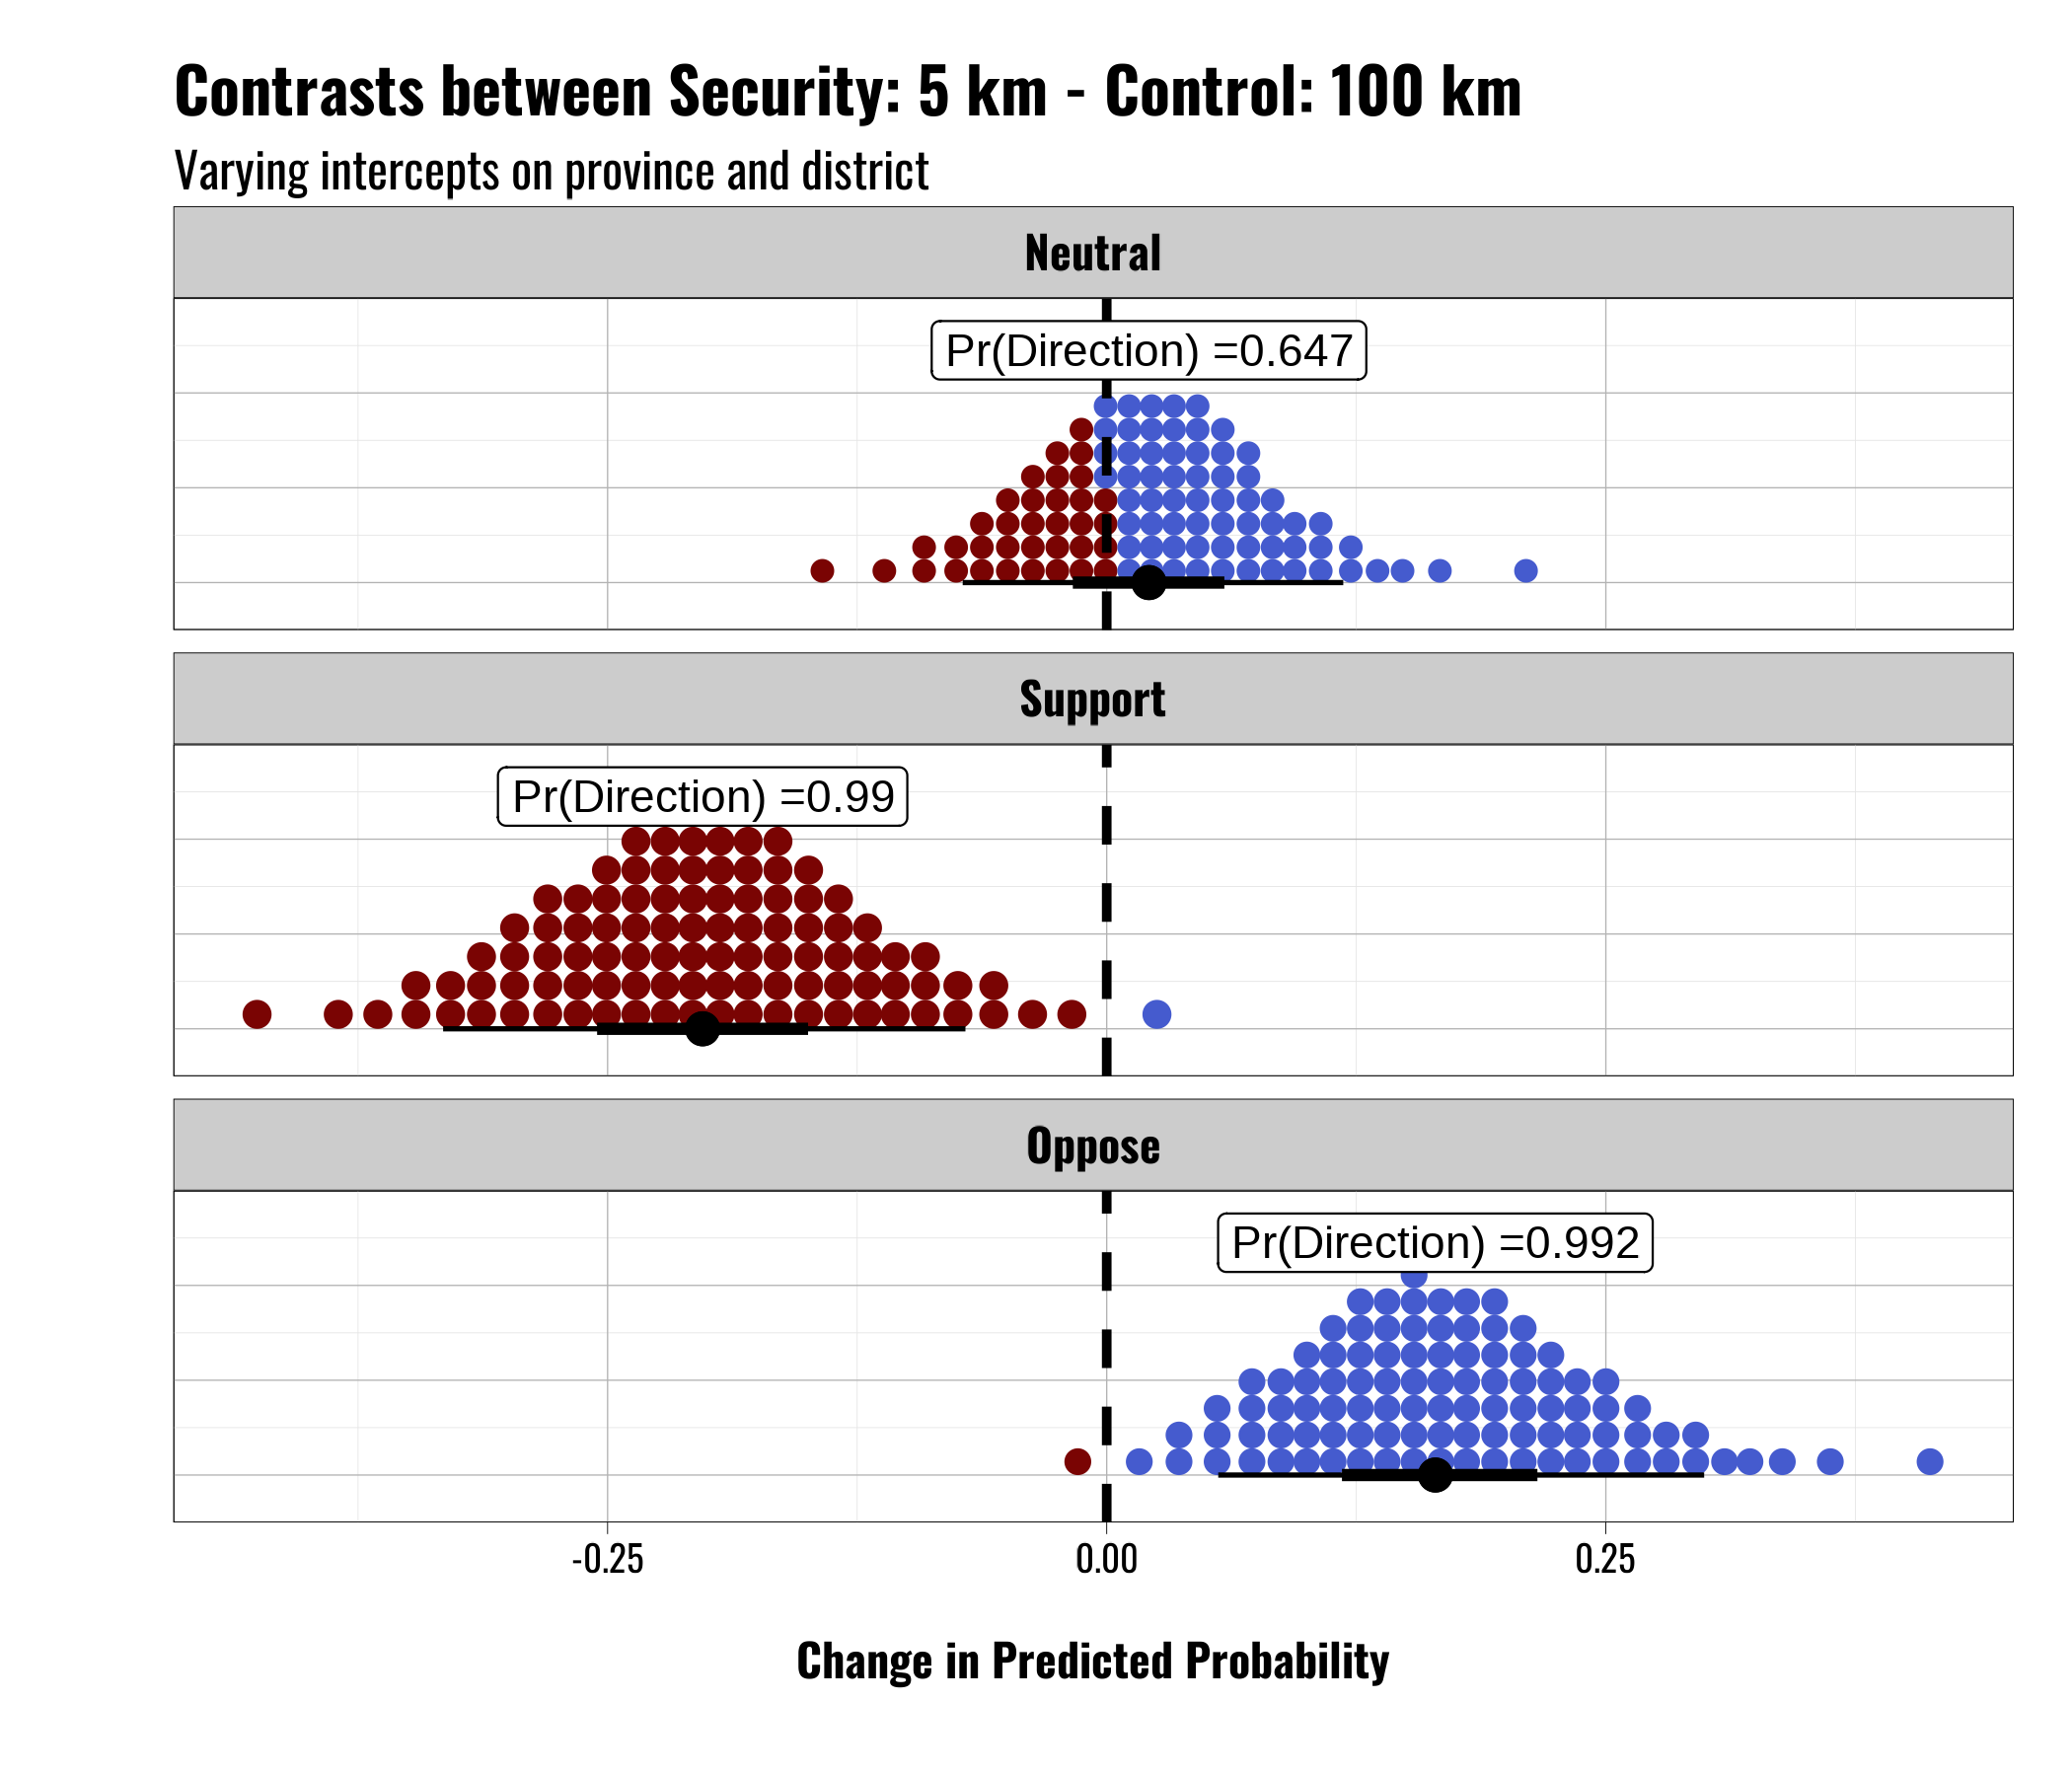 Contrasts between Security: 5 km - Control: 100 km
Varying intercepts on province and district
Neutral
Pr(Direction) =0.647
Support
Pr(Direction) =0.99
Oppose
Pr(Direction) =0.992
-0.25 0.00 0.25
Change in Predicted Probability